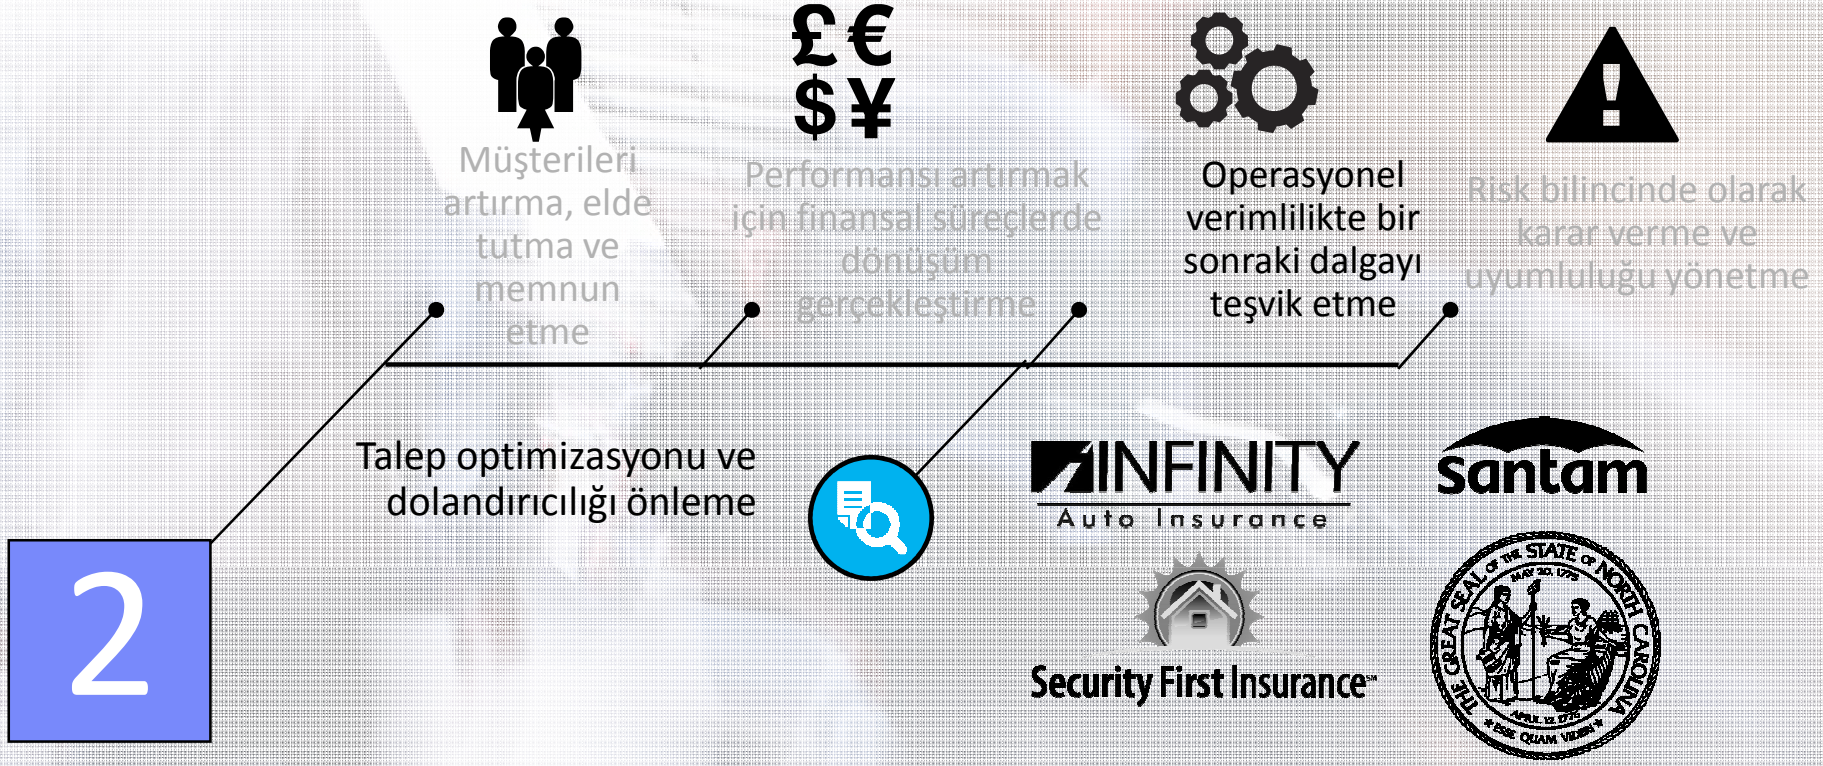 £ €
$ ¥
Müşterileri
artırma, elde
tutma ve
memnun
etme
Performansı artırmak
için finansal süreçlerde
dönüşüm
gerçekleştirme
Operasyonel
verimlilikte bir
sonraki dalgayı
teşvik etme
Risk bilincinde olarak
karar verme ve
uyumluluğu yönetme
Talep optimizasyonu ve
dolandırıcılığı önleme
2
INFINITY
Auto Insurance
santam
Security First Insurance℠
THE GREAT SEAL OF THE STATE OF NORTH CAROLINA
MAY 20, 1775
APRIL 12, 1776
ESSE QUAM VIDERI